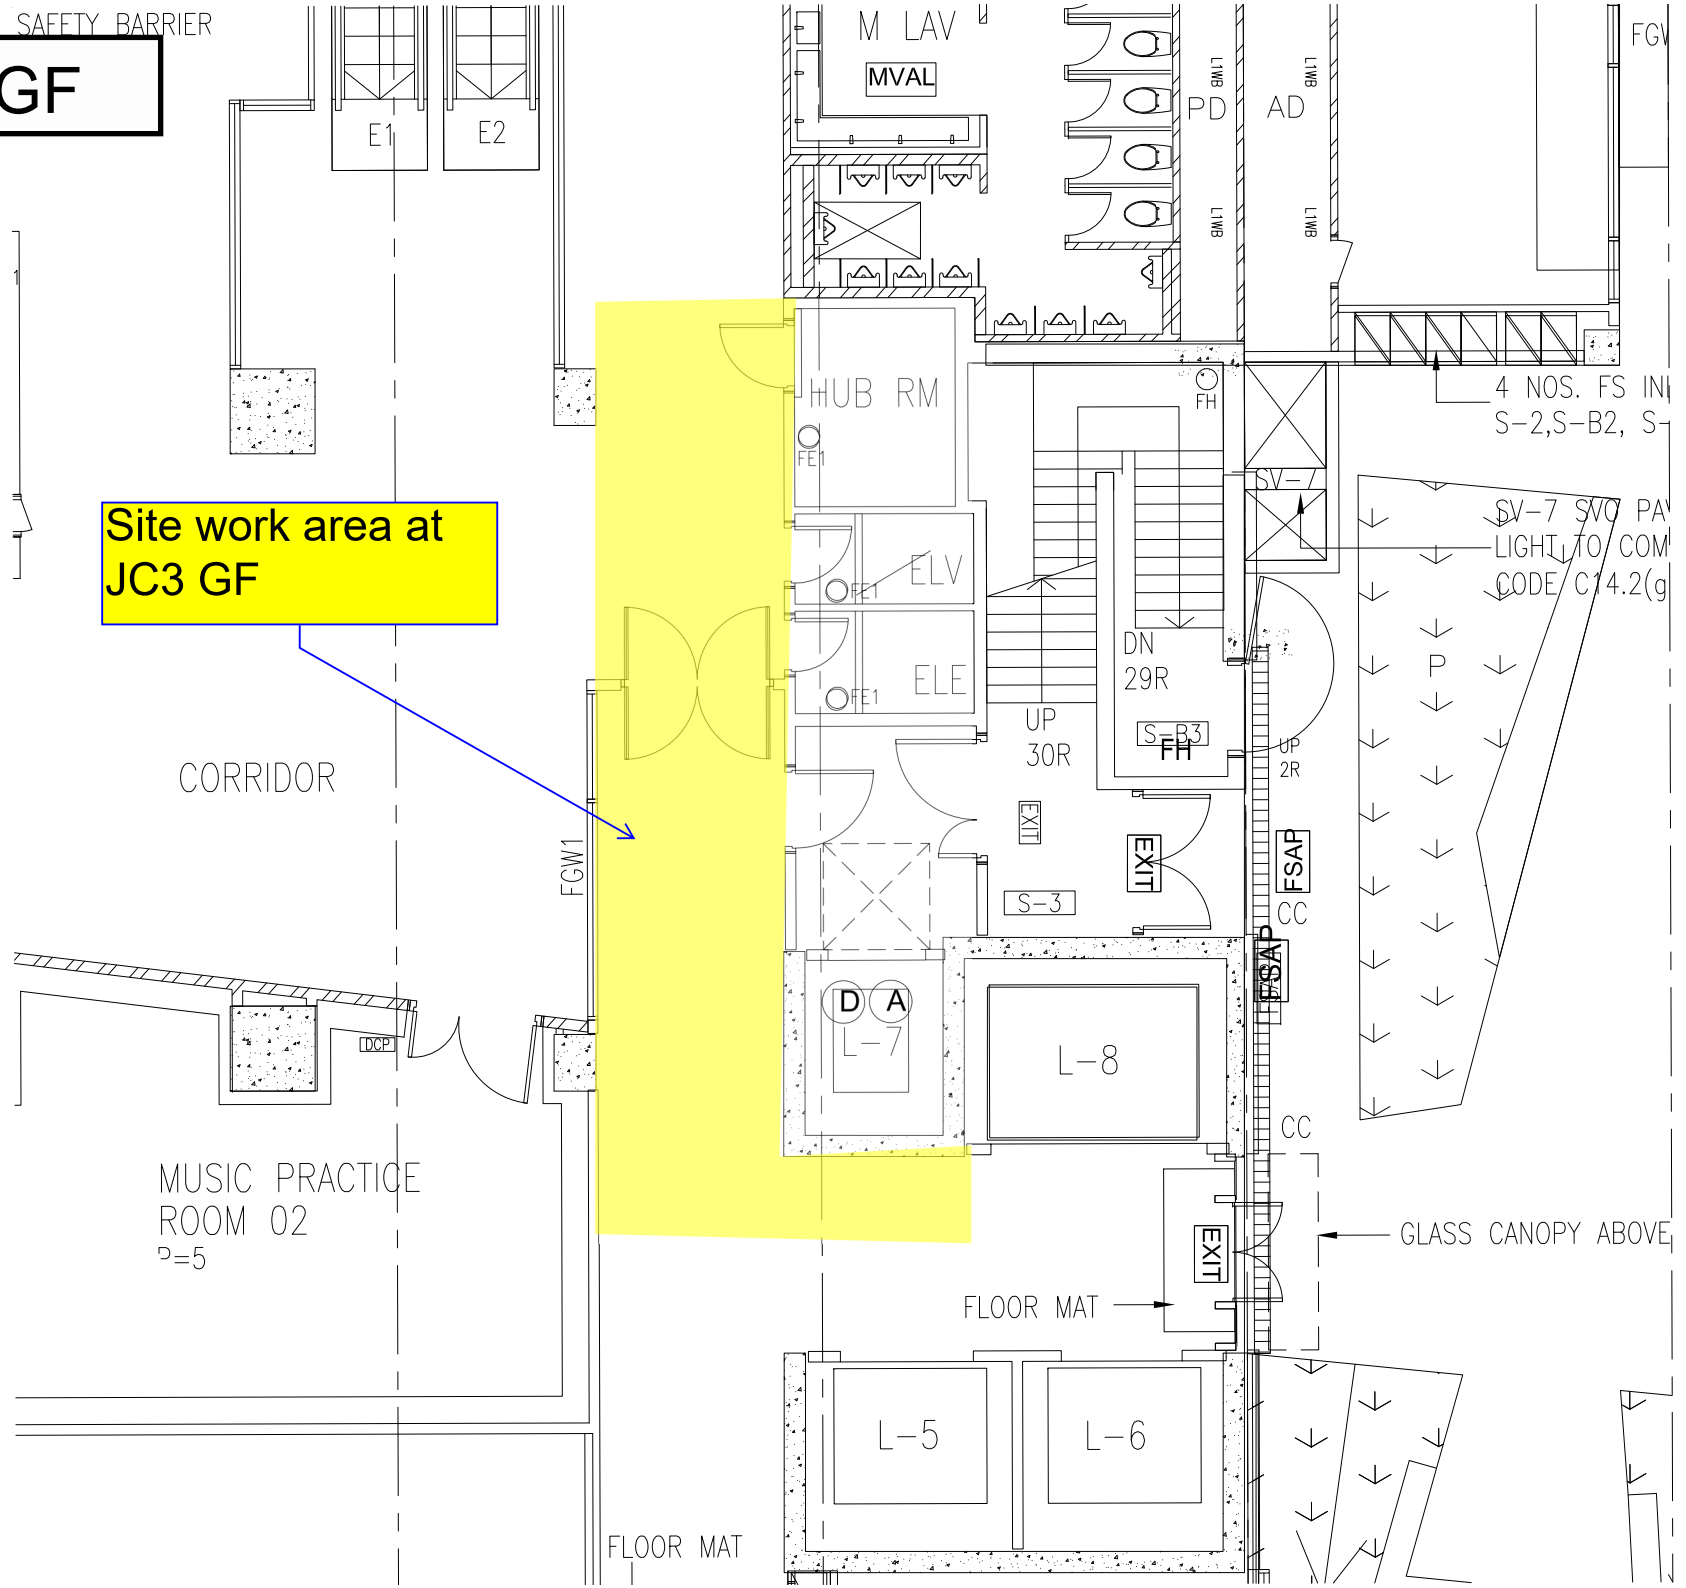 SAFETY BARRIER
GF
E1
E2
M LAV
MVAL
PD
AD
L1WB
L1WB
L1WB
L1WB
HUB RM
FE1
FH
4 NOS. FS
S-2,S-B2, S-
SV-7
SV-7 SVO
LIGHT TO COM
CODE C14.2(g
Site work area at
JC3 GF
ELV
FE1
ELE
FE1
DN
29R
P
UP
30R
S-B3
FH
UP
2R
CORRIDOR
EXIT
EXIT
FSAP
FGW1
S-3
CC
FSAP
D
A
L-7
L-8
DCP
CC
MUSIC PRACTICE
ROOM 02
P=5
EXIT
GLASS CANOPY ABOVE
FLOOR MAT
L-5
L-6
FLOOR MAT